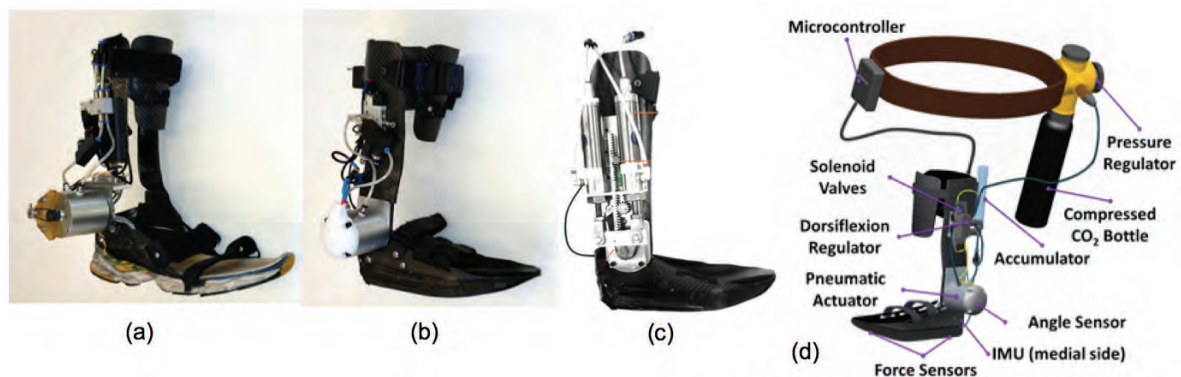 Microcontroller
Solenoid
Valves
Dorsiflexion
Regulator
Pneumatic
Actuator
Pressure
Regulator
Compressed
CO₂ Bottle
Accumulator
Angle Sensor
IMU (medial side)
Force Sensors
(a)
(b)
(c)
(d)